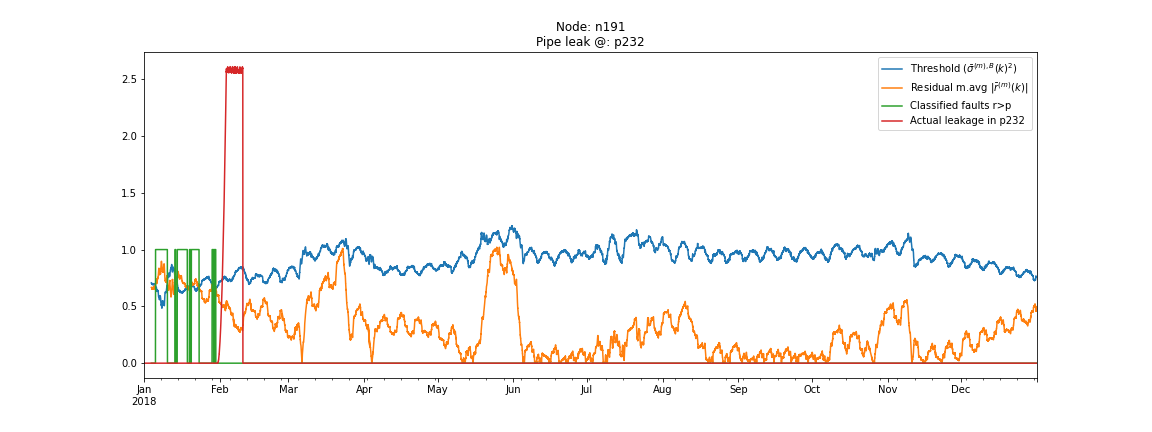 Node: n191
Pipe leak @: p232
2.5
2.0
1.5
1.0
0.5
0.0
Jan
2018
Feb
Mar
Apr
May
Jun
Jul
Aug
Sep
Oct
Nov
Dec
Threshold (σ̄⁽ᵐ⁾,ᴮ(k)²)
Residual m.avg |r̄⁽ᵐ⁾(k)|
Classified faults r>p
Actual leakage in p232